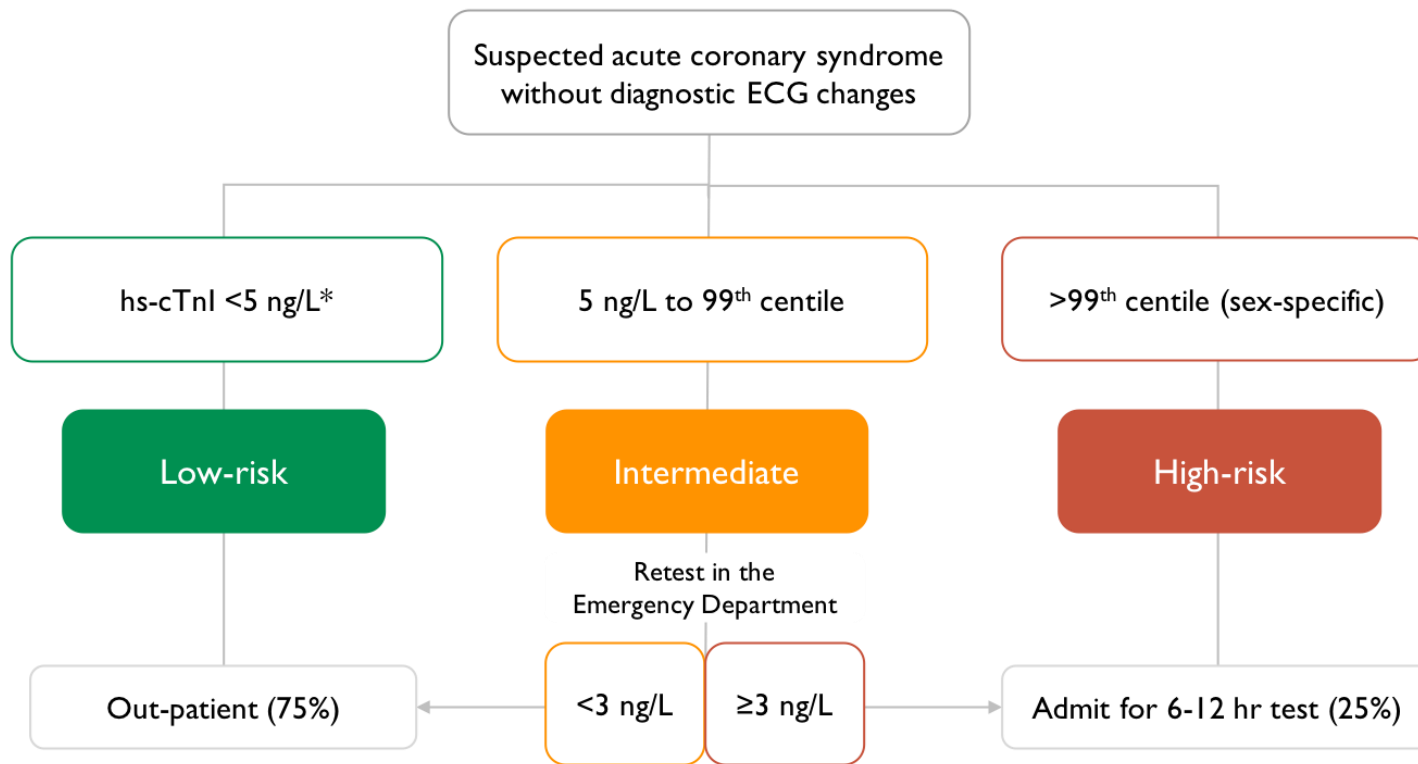 Suspected acute coronary syndrome
without diagnostic ECG changes
hs-cTnI <5 ng/L*
5 ng/L to 99th centile
>99th centile (sex-specific)
Low-risk
Intermediate
High-risk
Retest in the
Emergency Department
Out-patient (75%)
<3 ng/L
≥3 ng/L
Admit for 6-12 hr test (25%)